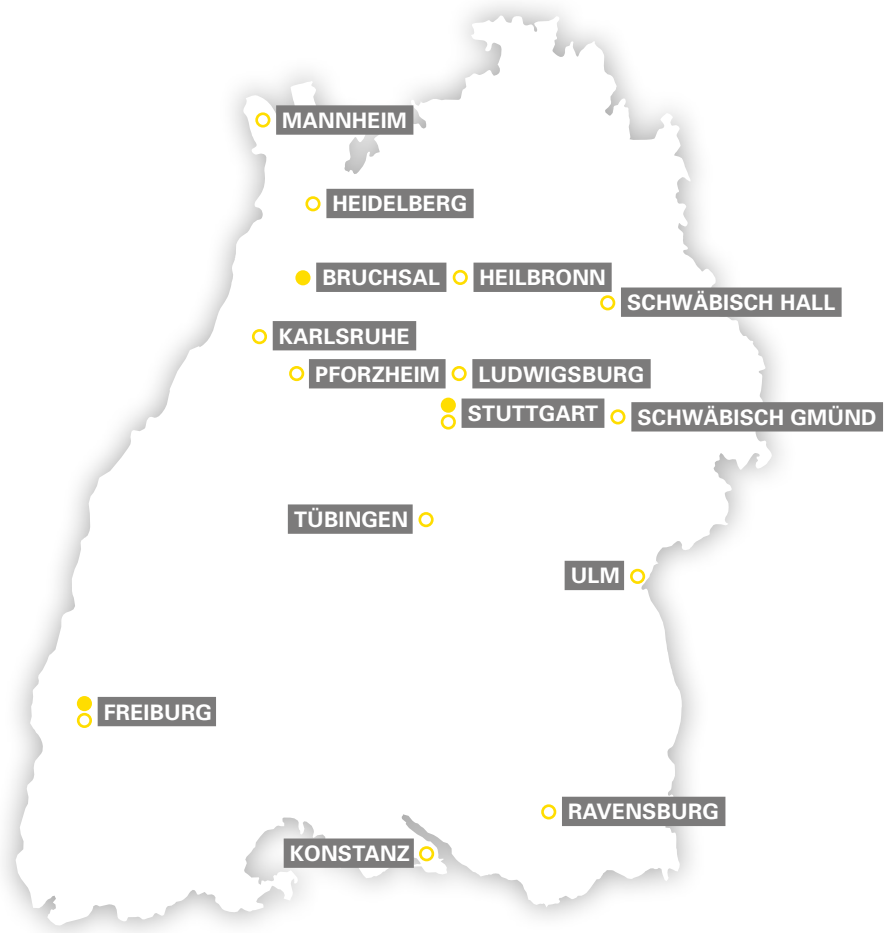 MANNHEIM
HEIDELBERG
BRUCHSAL
HEILBRONN
SCHWÄBISCH HALL
KARLSRUHE
PFORZHEIM
LUDWIGSBURG
STUTTGART
SCHWÄBISCH GMÜND
TÜBINGEN
ULM
FREIBURG
RAVENSBURG
KONSTANZ